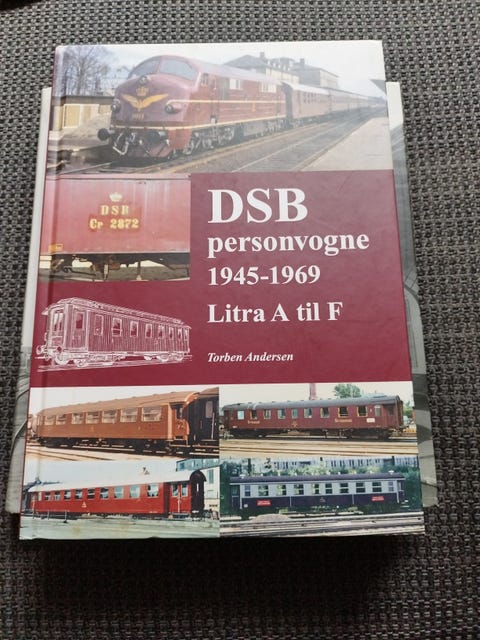 DSB
Cr 2872
DSB
personvogne
1945-1969
Litra A til F
Torben Andersen